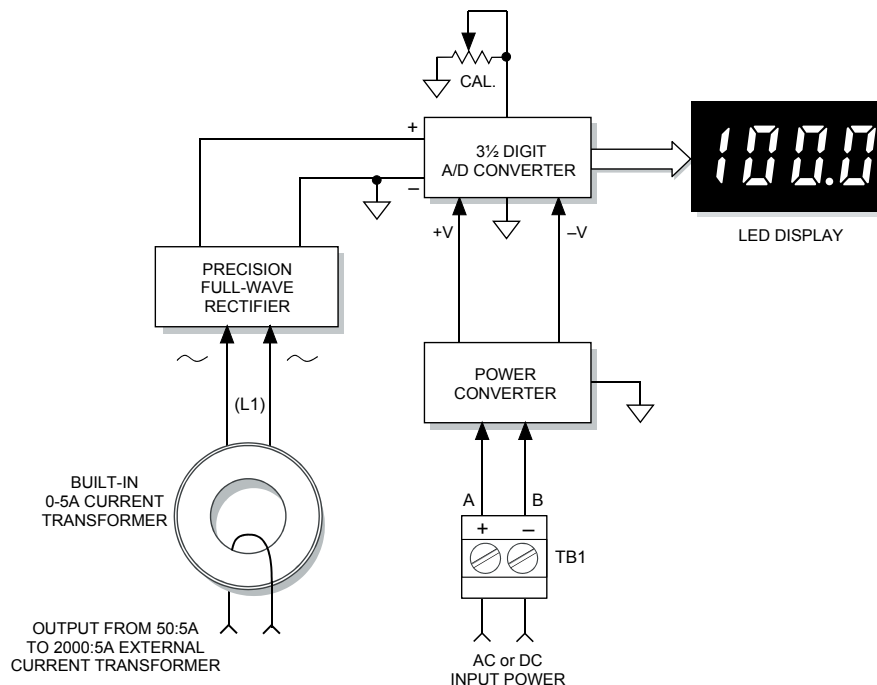 CAL.
+
3½ DIGIT
A/D CONVERTER
–
100.0
LED DISPLAY
+V
–V
PRECISION
FULL-WAVE
RECTIFIER
POWER
CONVERTER
(L1)
BUILT-IN
0-5A CURRENT
TRANSFORMER
A
B
+
–
TB1
OUTPUT FROM 50:5A
TO 2000:5A EXTERNAL
CURRENT TRANSFORMER
AC or DC
INPUT POWER